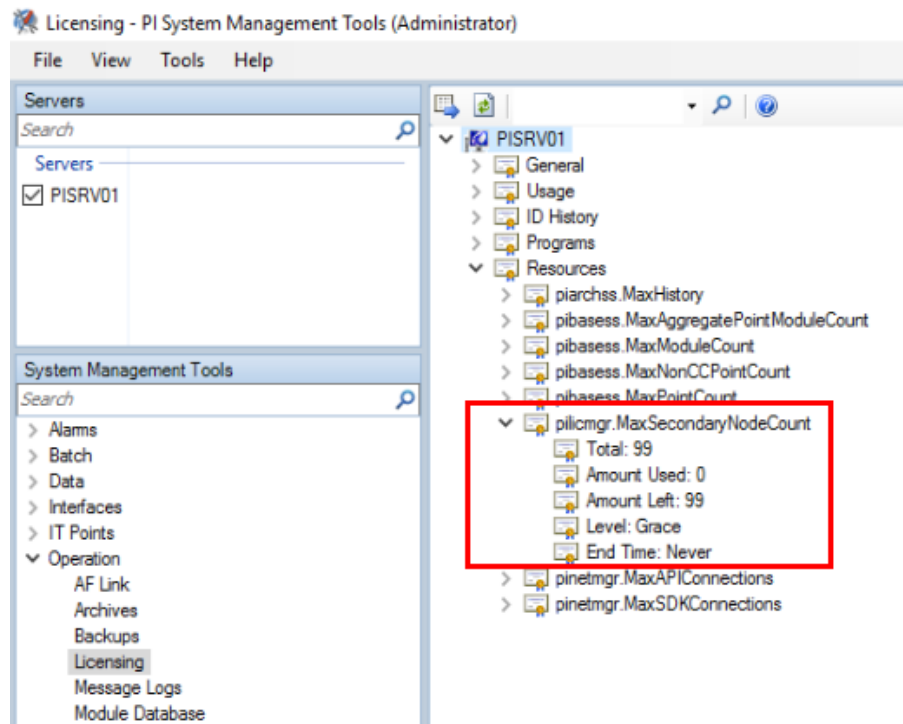 Licensing - PI System Management Tools (Administrator)
File View Tools Help
Servers
Search
Servers
PISRV01
System Management Tools
Search
Alarms
Batch
Data
Interfaces
IT Points
Operation
AF Link
Archives
Backups
Licensing
Message Logs
Module Database
PISRV01
General
Usage
ID History
Programs
Resources
piarchss.MaxHistory
pibasess.MaxAggregatePointModuleCount
pibasess.MaxModuleCount
pibasess.MaxNonCCPointCount
pibasess.MaxPointCount
pilicmgr.MaxSecondaryNodeCount
Total: 99
Amount Used: 0
Amount Left: 99
Level: Grace
End Time: Never
pinetmgr.MaxAPIConnections
pinetmgr.MaxSDKConnections